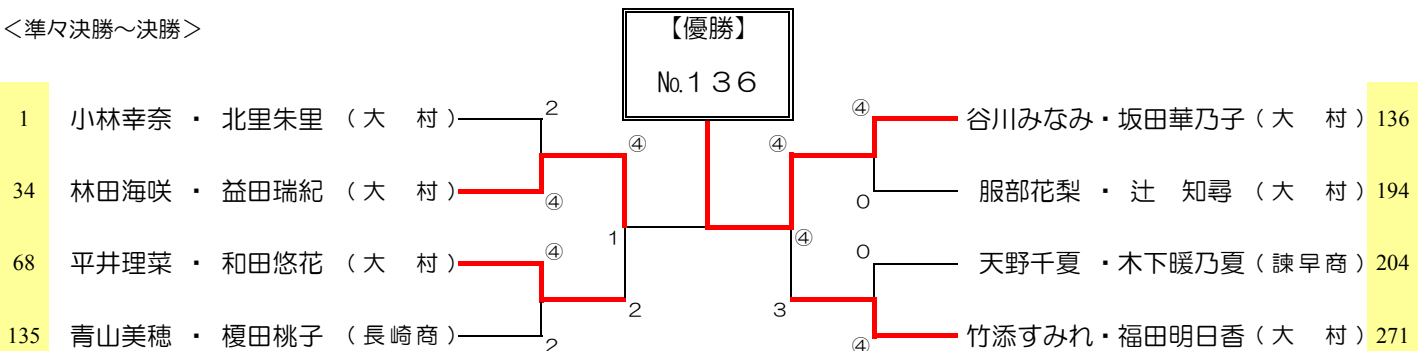 ＜準々決勝～決勝＞
【優勝】
№１３６
1 小林幸奈 ・ 北里朱里 （大　村） 2 ④ 谷川みなみ・坂田華乃子（大　村） 136
④ ④
34 林田海咲 ・ 益田瑞紀 （大　村） ④ 0 服部花梨 ・ 辻　知尋 （大　村） 194
1 ④
68 平井理菜 ・ 和田悠花 （大　村） ④ 0 天野千夏 ・木下暖乃夏（諫早商） 204
2 3
135 青山美穂 ・ 榎田桃子 （長崎商） 2 ④ 竹添すみれ・福田明日香（大　村） 271